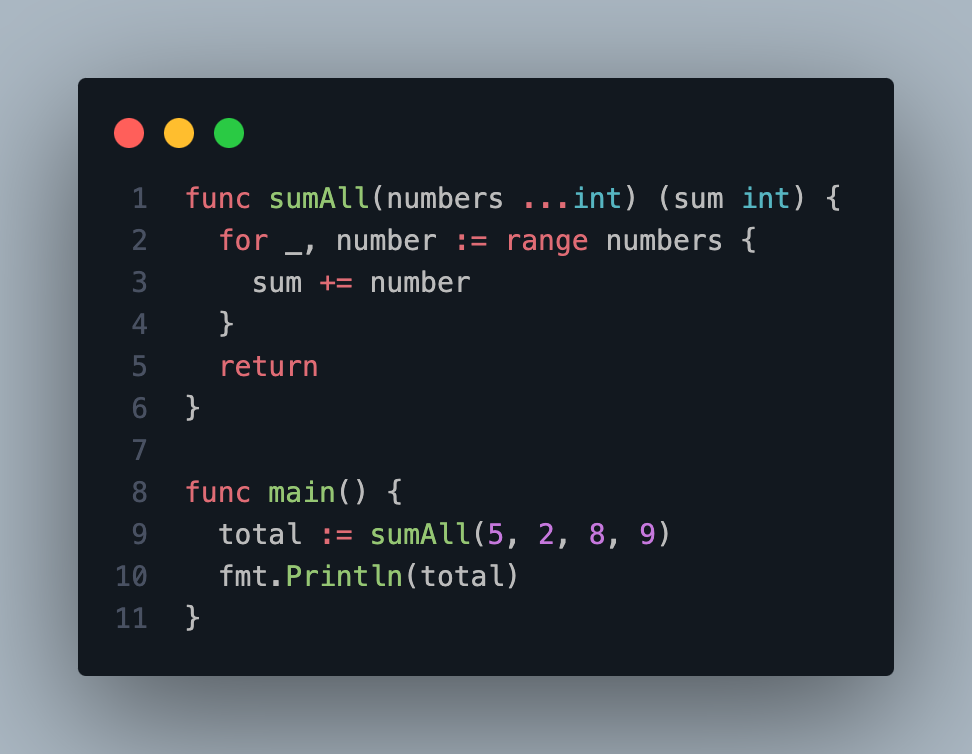 1 func sumAll(numbers ...int) (sum int) {
2   for _, number := range numbers {
3     sum += number
4   }
5   return
6 }
7
8 func main() {
9   total := sumAll(5, 2, 8, 9)
10   fmt.Println(total)
11 }